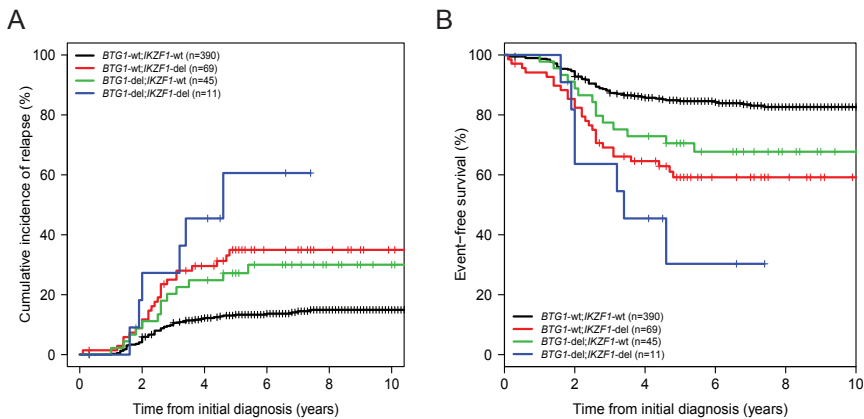 A
BTG1-wt;IKZF1-wt (n=390)
BTG1-wt;IKZF1-del (n=69)
BTG1-del;IKZF1-wt (n=45)
BTG1-del;IKZF1-del (n=11)
Cumulative incidence of relapse (%)
100
80
60
40
20
0
0 2 4 6 8 10
Time from initial diagnosis (years)
B
Event−free survival (%)
100
80
60
40
20
0
BTG1-wt;IKZF1-wt (n=390)
BTG1-wt;IKZF1-del (n=69)
BTG1-del;IKZF1-wt (n=45)
BTG1-del;IKZF1-del (n=11)
0 2 4 6 8 10
Time from initial diagnosis (years)